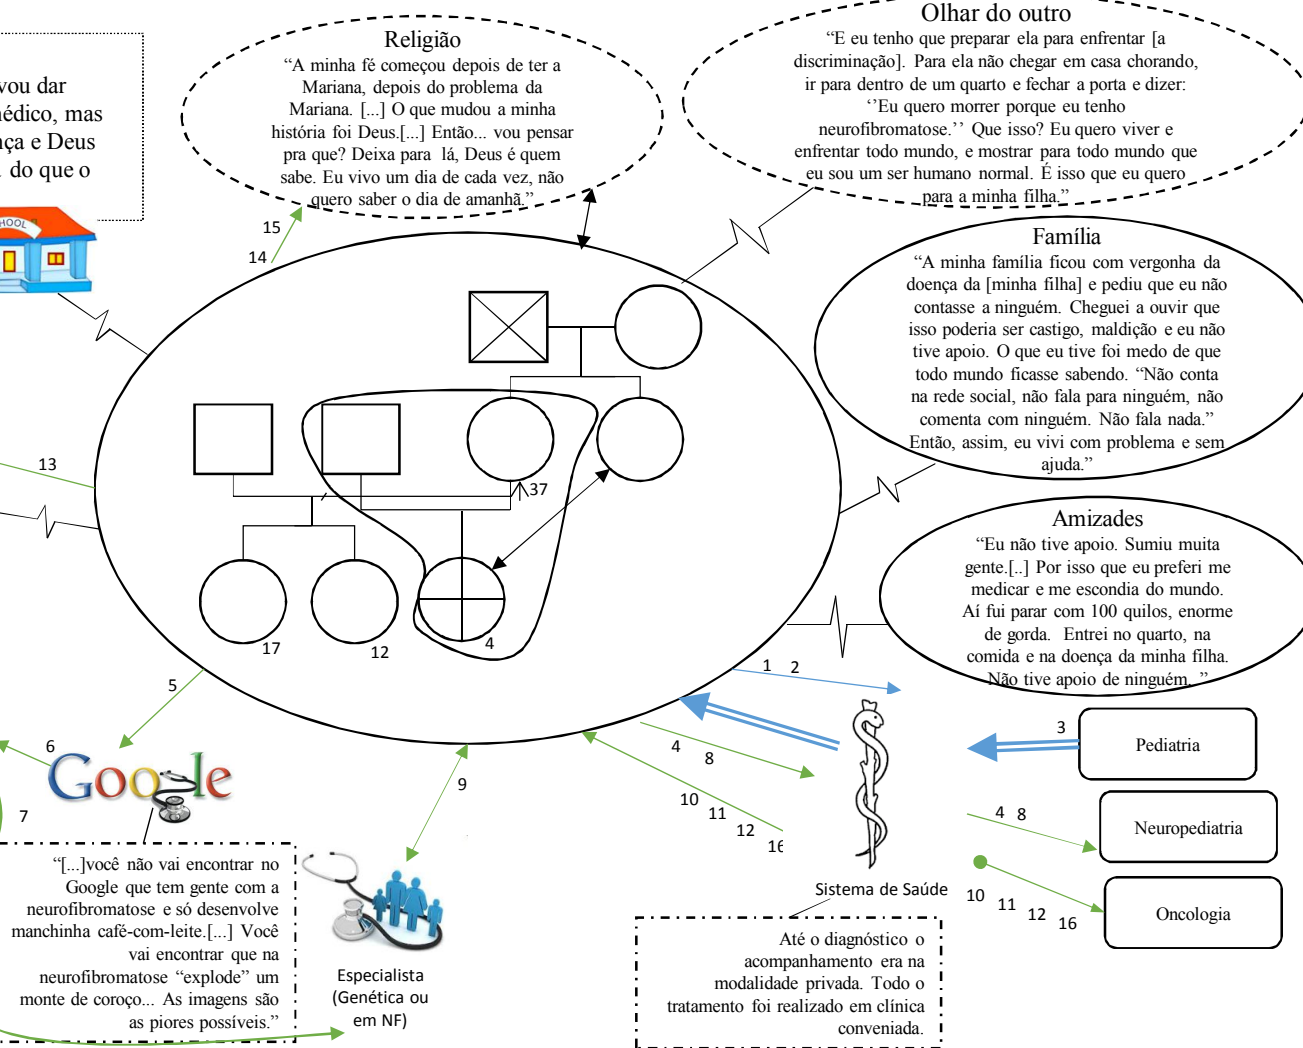 vou dar
médico, mas
e Deus
do que o
HOOL
Religião
“A minha fé começou depois de ter a
Mariana, depois do problema da
Mariana. [...] O que mudou a minha
história foi Deus.[...] Então... vou pensar
pra que? Deixa para lá, Deus é quem
sabe. Eu vivo um dia de cada vez, não
quero saber o dia de amanhã.”
Olhar do outro
“E eu tenho que preparar ela para enfrentar [a
discriminação]. Para ela não chegar em casa chorando,
ir para dentro de um quarto e fechar a porta e dizer:
‘’Eu quero morrer porque eu tenho
neurofibromatose.’’ Que isso? Eu quero viver e
enfrentar todo mundo, e mostrar para todo mundo que
eu sou um ser humano normal. É isso que eu quero
para a minha filha.”
Família
“A minha família ficou com vergonha da
doença da [minha filha] e pediu que eu não
contasse a ninguém. Cheguei a ouvir que
isso poderia ser castigo, maldição e eu não
tive apoio. O que eu tive foi medo de que
todo mundo ficasse sabendo. “Não conta
na rede social, não fala para ninguém, não
comenta com ninguém. Não fala nada.”
Então, assim, eu vivi com problema e sem
ajuda.”
Amizades
“Eu não tive apoio. Sumiu muita
gente.[..] Por isso que eu preferi me
medicar e me escondia do mundo.
Aí fui parar com 100 quilos, enorme
de gorda. Entrei no quarto, na
comida e na doença da minha filha.
Não tive apoio de ninguém. ”
15
14
13
37
17
12
4
1 2
5
6
7
Google
9
4
8
10
11
12
16
3
Pediatria
4 8
Neuropediatria
10
11
12
16
Oncologia
Sistema de Saúde
“[...]você não vai encontrar no
Google que tem gente com a
neurofibromatose e só desenvolve
manchinha café-com-leite.[...] Você
vai encontrar que na
neurofibromatose “explode” um
monte de coroço... As imagens são
as piores possíveis.”
Especialista
(Genética ou
em NF)
Até o diagnóstico o
acompanhamento era na
modalidade privada. Todo o
tratamento foi realizado em clínica
conveniada.